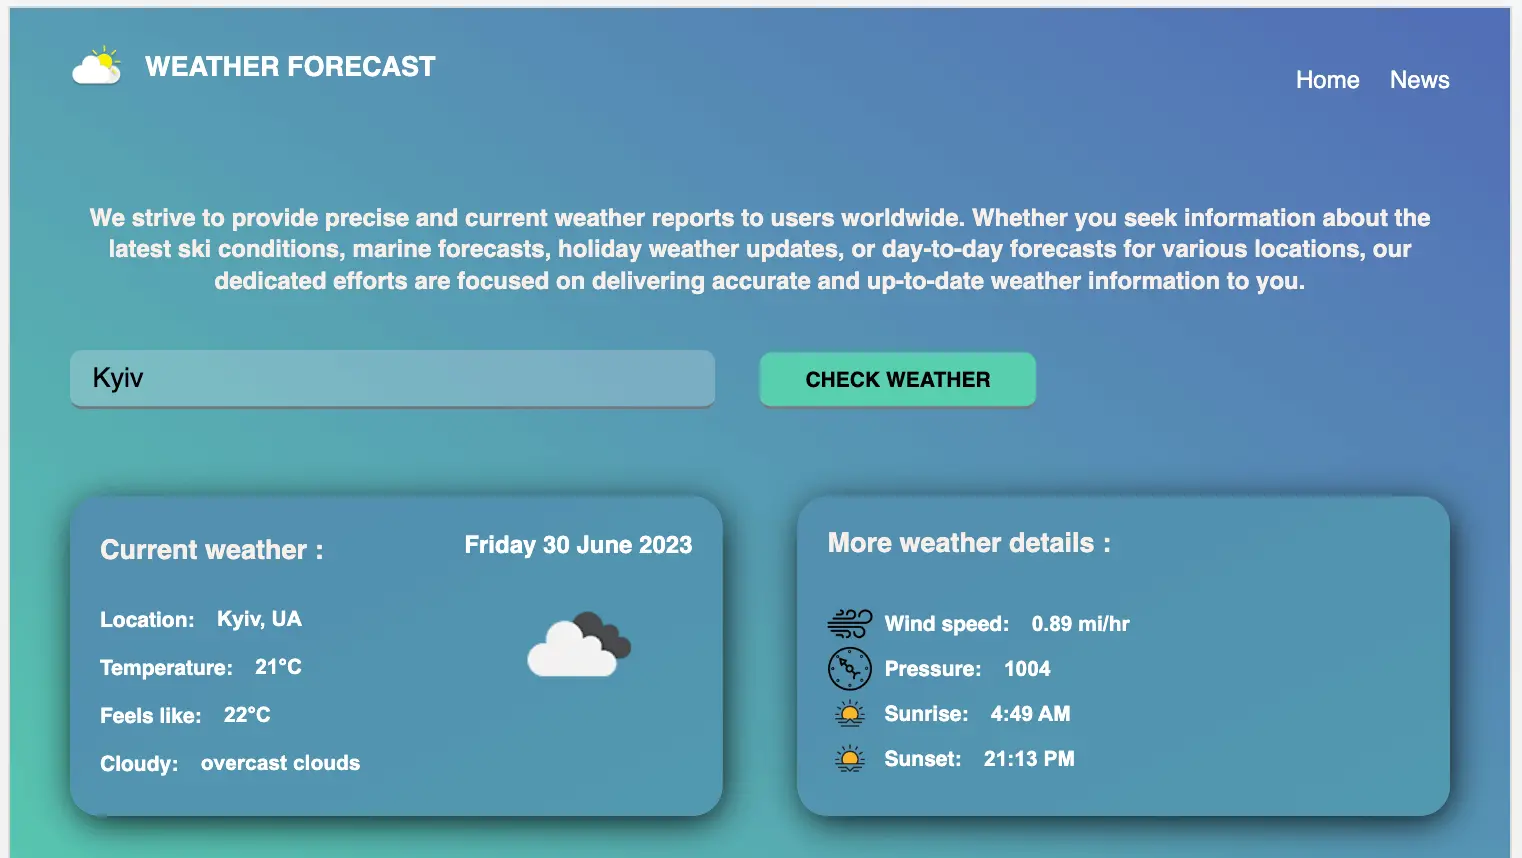 WEATHER FORECAST
Home News
We strive to provide precise and current weather reports to users worldwide. Whether you seek information about the
latest ski conditions, marine forecasts, holiday weather updates, or day-to-day forecasts for various locations, our
dedicated efforts are focused on delivering accurate and up-to-date weather information to you.
Kyiv
CHECK WEATHER
Current weather :
Friday 30 June 2023
Location: Kyiv, UA
Temperature: 21°C
Feels like: 22°C
Cloudy: overcast clouds
More weather details :
Wind speed: 0.89 mi/hr
Pressure: 1004
Sunrise: 4:49 AM
Sunset: 21:13 PM